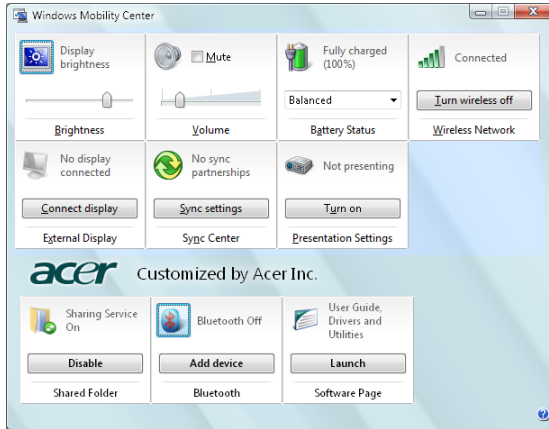 Windows Mobility Center
Display
brightness
Brightness
Mute
Volume
Fully charged
(100%)
Balanced
Battery Status
Connected
Turn wireless off
Wireless Network
No display
connected
Connect display
External Display
No sync
partnerships
Sync settings
Sync Center
Not presenting
Turn on
Presentation Settings
acer Customized by Acer Inc.
Sharing Service
On
Disable
Shared Folder
Bluetooth Off
Add device
Bluetooth
User Guide,
Drivers and
Utilities
Launch
Software Page